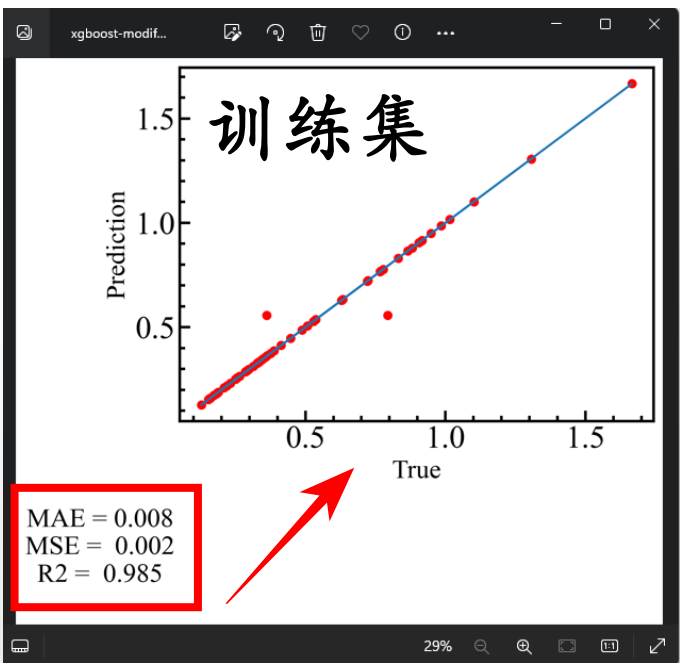 xgboost-modif...
训练集
1.5
1.0
0.5
Prediction
0.5 1.0 1.5
True
MAE = 0.008
MSE = 0.002
R2 = 0.985
29%
1:1